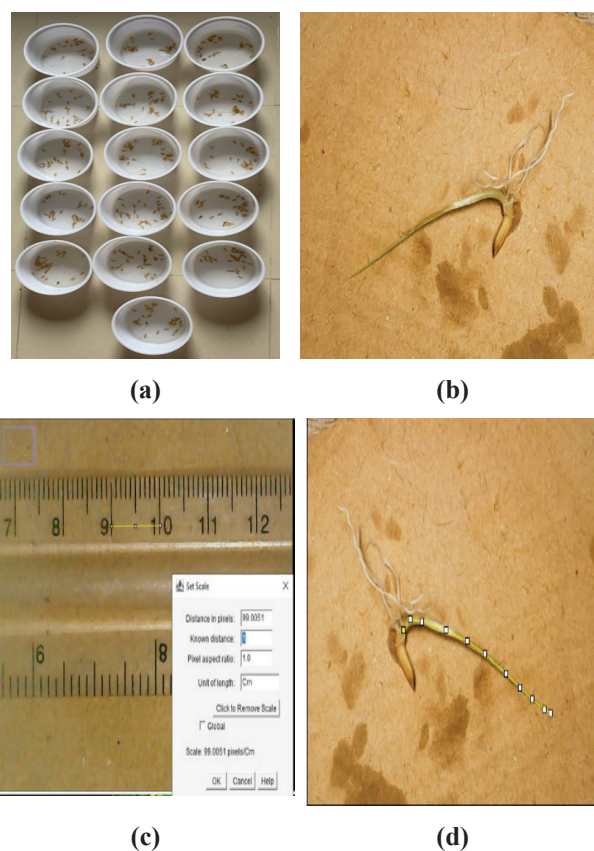 (a)
(b)
7 8 9 10 11 12
6 8
Set Scale X
Distance in pixels: 99.0051
Known distance:
Pixel aspect ratio: 1.0
Unit of length: Cm
Click to Remove Scale
Global
Scale: 99.0051 pixels/Cm
OK Cancel Help
(c)
(d)